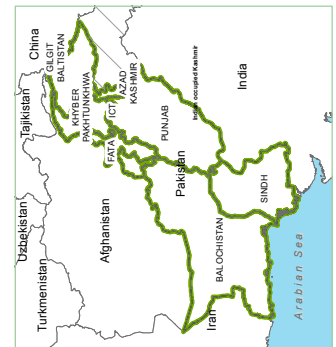 China
GILGIT
BALTISTAN
Tajikistan
KHYBER
PAKHTUNKHWA
AZAD
KASHMIR
ICT
FATA
Indian occupied Kashmir
India
PUNJAB
Uzbekistan
Turkmenistan
Afghanistan
Pakistan
BALOCHISTAN
SINDH
Iran
Arabian Sea